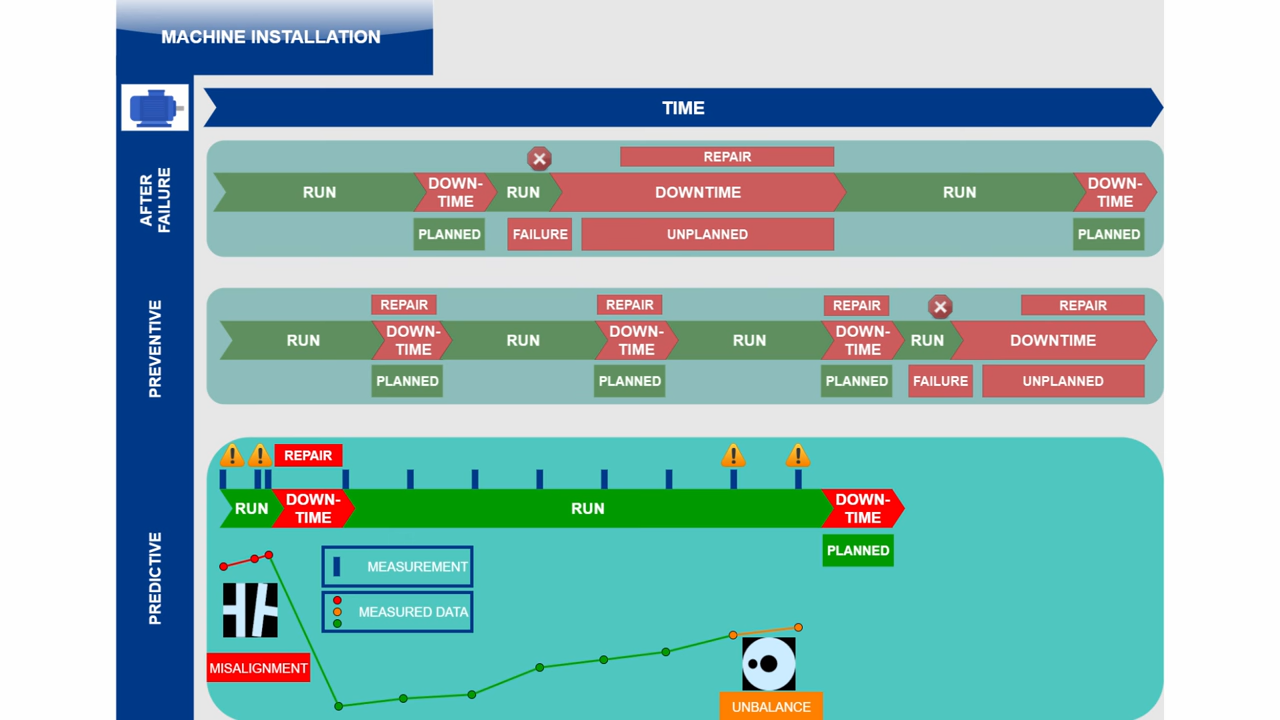 MACHINE INSTALLATION
TIME
AFTER
FAILURE
REPAIR
RUN
DOWN-
TIME
RUN
DOWNTIME
RUN
DOWN-
TIME
PLANNED
FAILURE
UNPLANNED
PLANNED
PREVENTIVE
REPAIR
REPAIR
REPAIR
REPAIR
RUN
DOWN-
TIME
RUN
DOWN-
TIME
RUN
DOWN-
TIME
RUN
DOWNTIME
PLANNED
PLANNED
PLANNED
FAILURE
UNPLANNED
PREDICTIVE
REPAIR
RUN
DOWN-
TIME
RUN
DOWN-
TIME
PLANNED
MEASUREMENT
MEASURED DATA
MISALIGNMENT
UNBALANCE